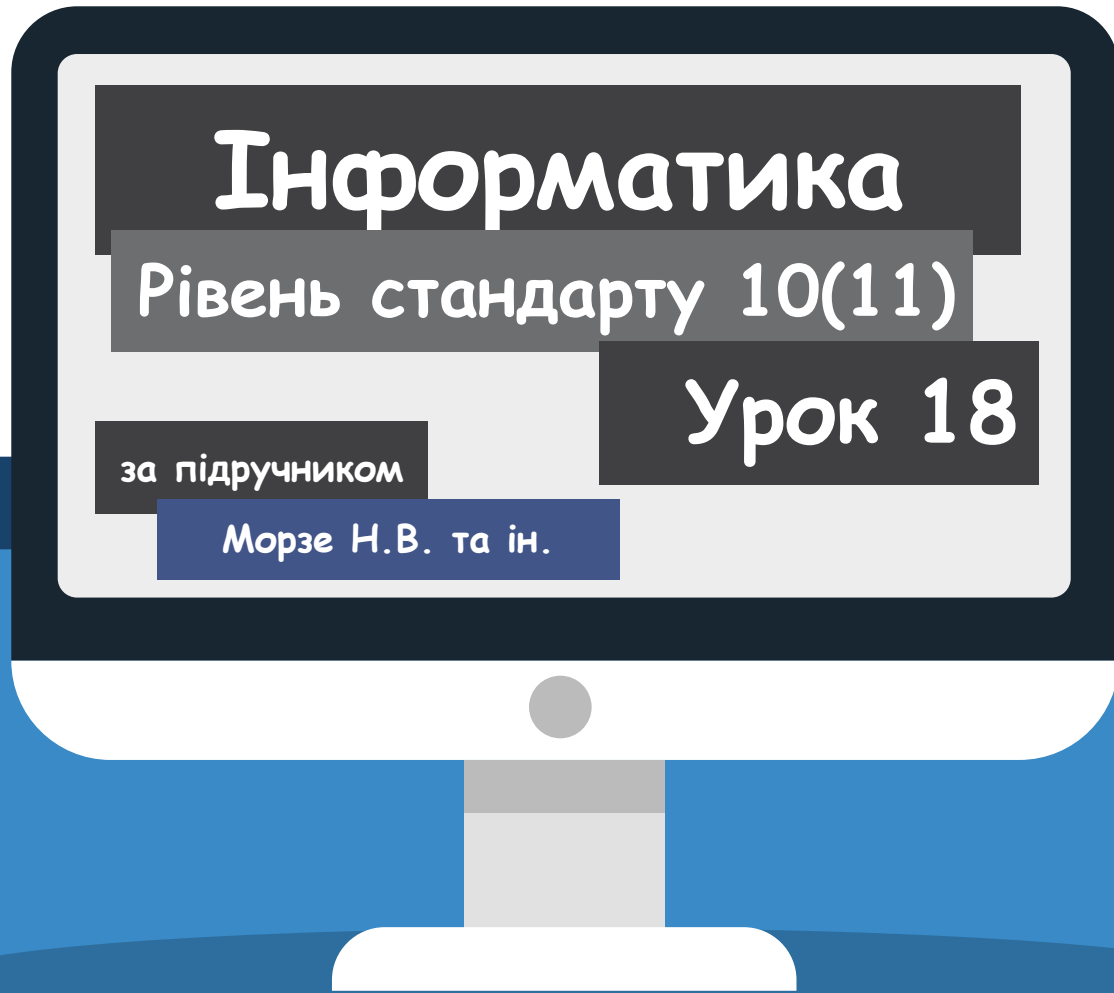 Інформатика
Рівень стандарту 10(11)
Урок 18
за підручником
Морзе Н.В. та ін.